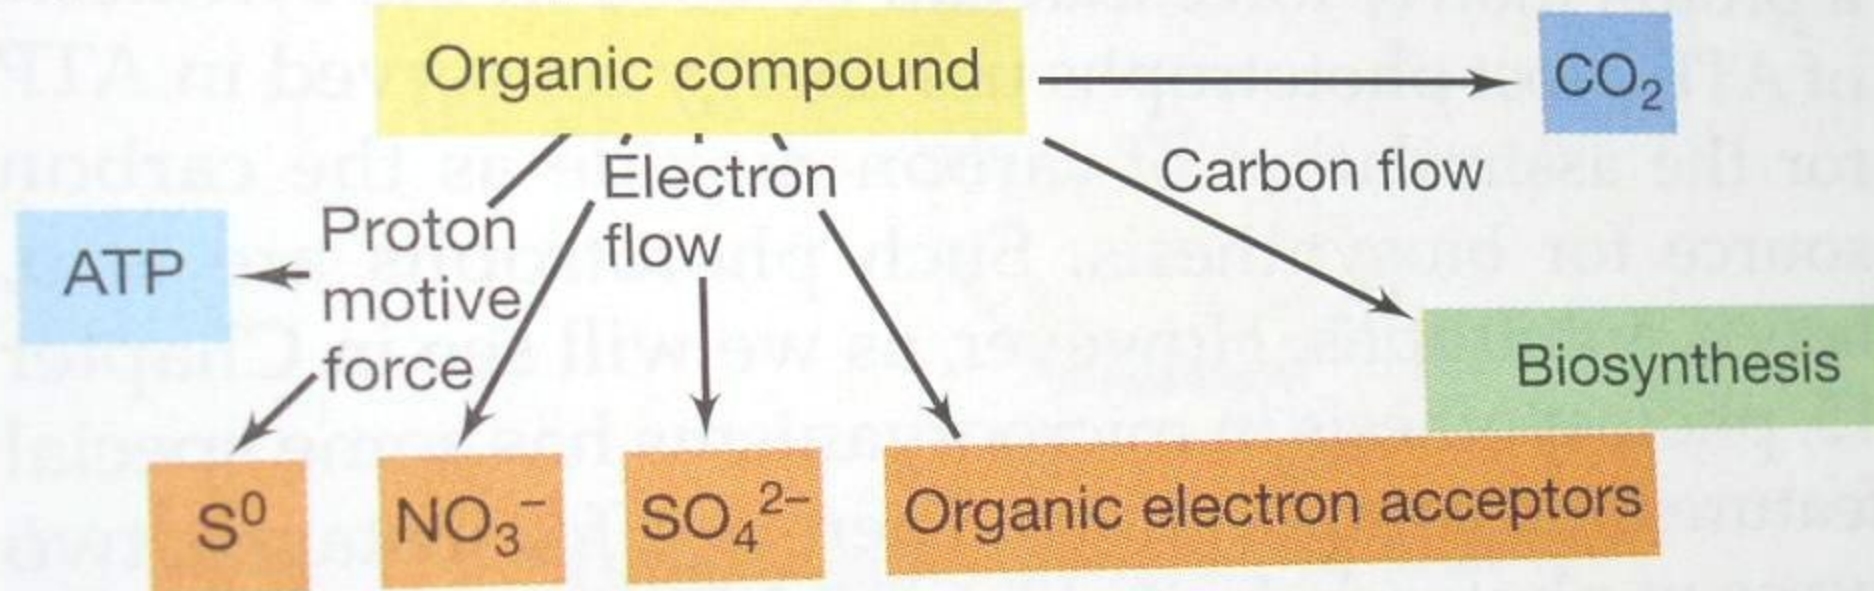 Organic compound
CO₂
Electron
flow
Carbon flow
Proton
motive
force
ATP
Biosynthesis
S⁰
NO₃⁻
SO₄²⁻
Organic electron acceptors